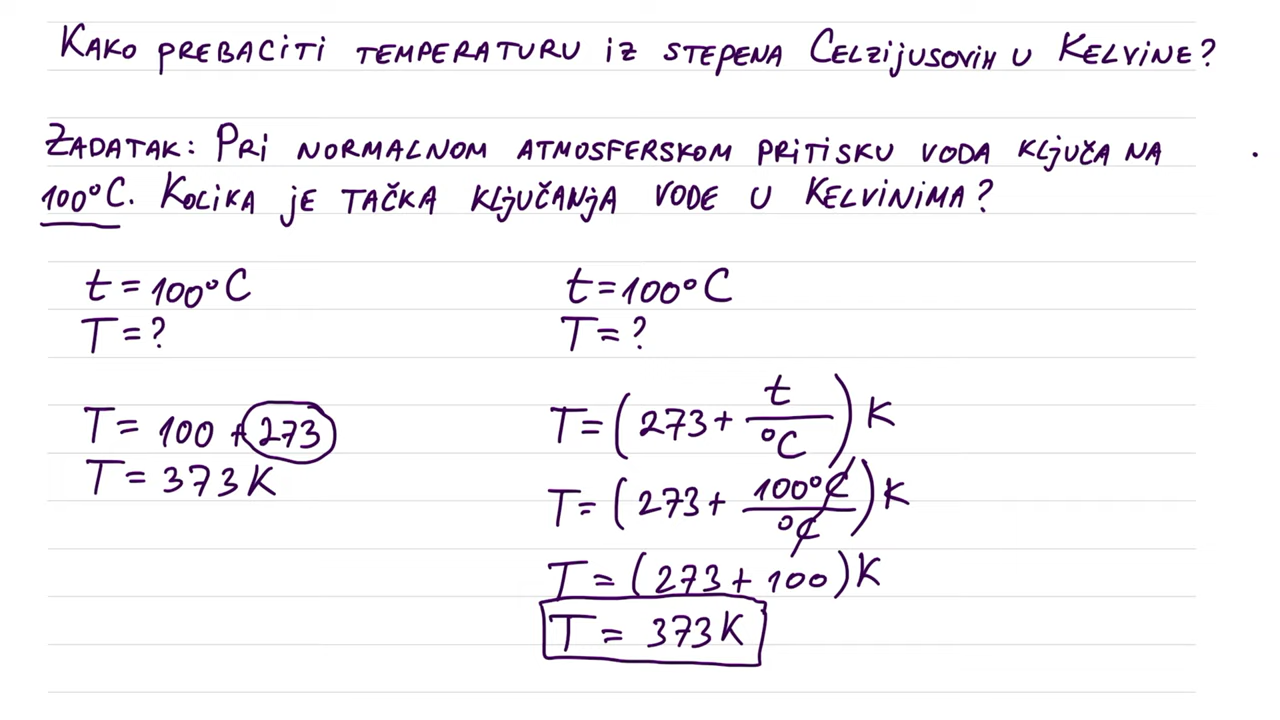 KAKO PREBACITI TEMPERATURU IZ STEPENA CELZIJUSOVIH U KELVINE?
ZADATAK: PRI NORMALNOM ATMOSFERSKOM PRITISKU VODA KLJUČA NA
100°C. KOLIKA JE TAČKA KLJUČANJA VODE U KELVINIMA?
t = 100°C
T = ?
T = 100 + 273
T = 373 K
t = 100°C
T = ?
T = (273 + t/°C) K
T = (273 + 100°C/°C) K
T = (273 + 100) K
T = 373 K